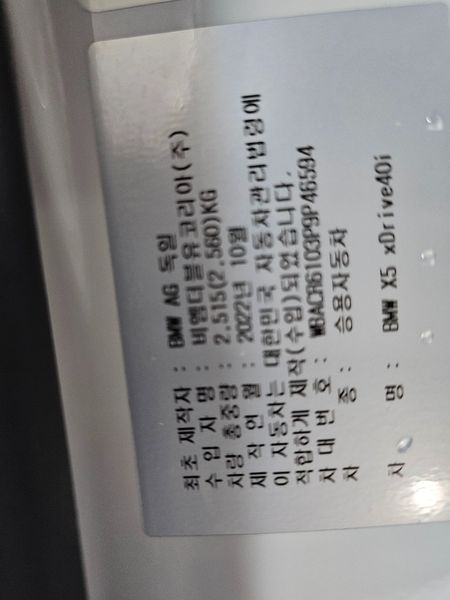 최초 제작자 : BMW AG 독일
수 입 자 명 : 비엠더블유코리아(주)
차량 총중량 : 2.515(2.560)KG
제 작 연 월 : 2022년 10월
이 자동차는 대한민국 자동차관리법령에
적합하게 제작(수입)되었습니다.
차 대 번 호 : WBACR6103P9P46594
차 종 : 승용자동차
차 명 : BMW X5 xDrive40i